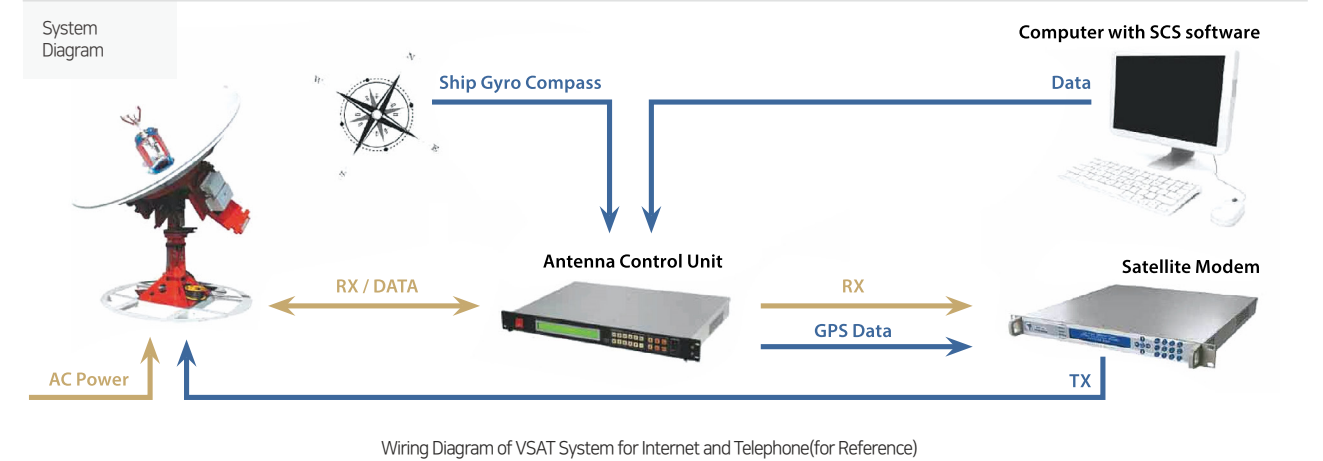 System
Diagram
Computer with SCS software
Ship Gyro Compass
Data
N
W
Antenna Control Unit
Satellite Modem
RX / DATA
RX
GPS Data
AC Power
TX
Wiring Diagram of VSAT System for Internet and Telephone(for Reference)